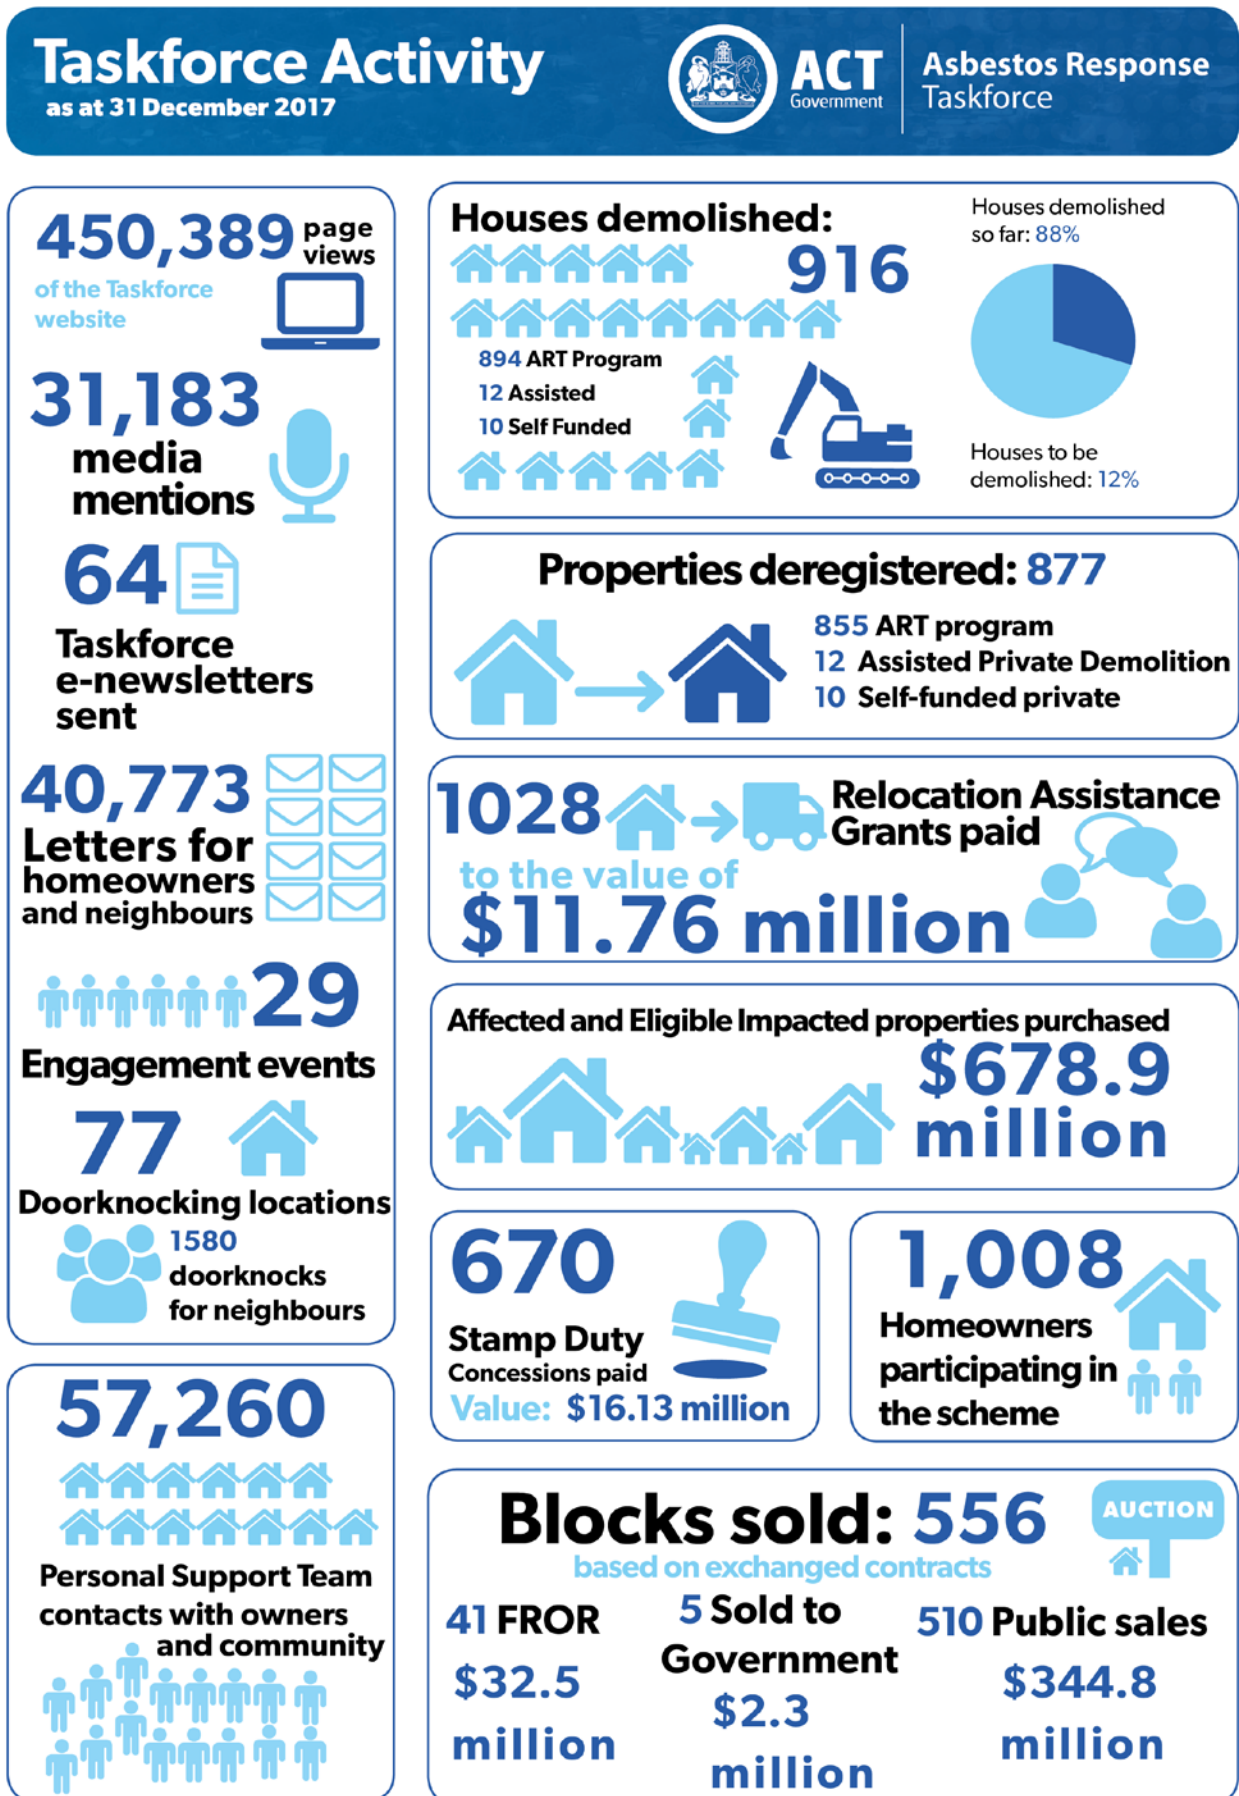 Taskforce Activity
as at 31 December 2017
ACT
Government
Asbestos Response
Taskforce
450,389 page
views
of the Taskforce
website
31,183
media
mentions
64
Taskforce
e-newsletters
sent
40,773
Letters for
homeowners
and neighbours
29
Engagement events
77
Doorknocking locations
1580
doorknocks
for neighbours
57,260
Personal Support Team
contacts with owners
and community
Houses demolished:
916
894 ART Program
12 Assisted
10 Self Funded
Houses demolished
so far: 88%
Houses to be
demolished: 12%
Properties deregistered: 877
855 ART program
12 Assisted Private Demolition
10 Self-funded private
1028
Relocation Assistance
Grants paid
to the value of
$11.76 million
Affected and Eligible Impacted properties purchased
$678.9
million
670
Stamp Duty
Concessions paid
Value: $16.13 million
1,008
Homeowners
participating in
the scheme
Blocks sold: 556
AUCTION
based on exchanged contracts
41 FROR
$32.5
million
5 Sold to
Government
$2.3
million
510 Public sales
$344.8
million